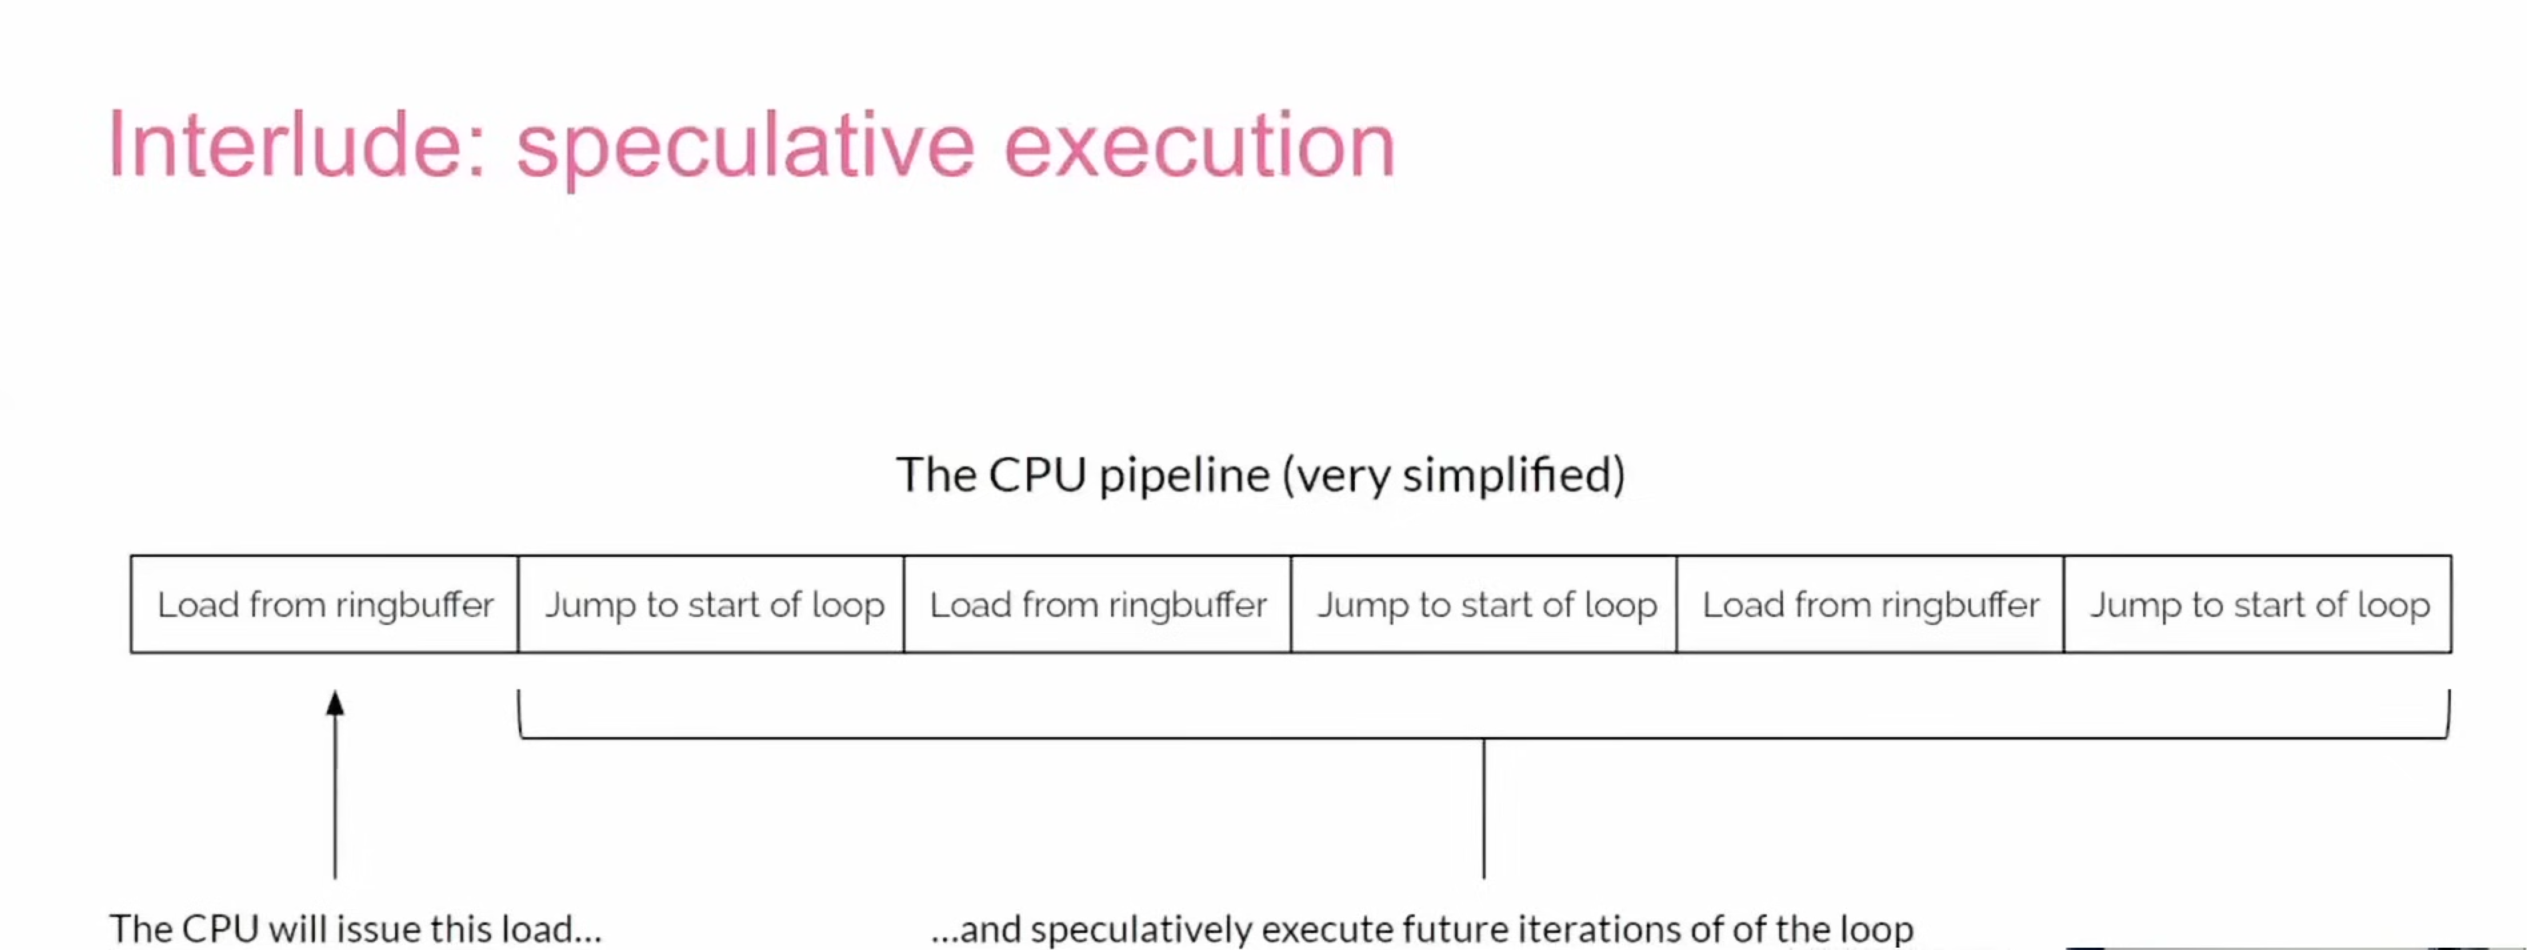 Interlude: speculative execution
The CPU pipeline (very simplified)
Load from ringbuffer Jump to start of loop Load from ringbuffer Jump to start of loop Load from ringbuffer Jump to start of loop
The CPU will issue this load... ...and speculatively execute future iterations of of the loop